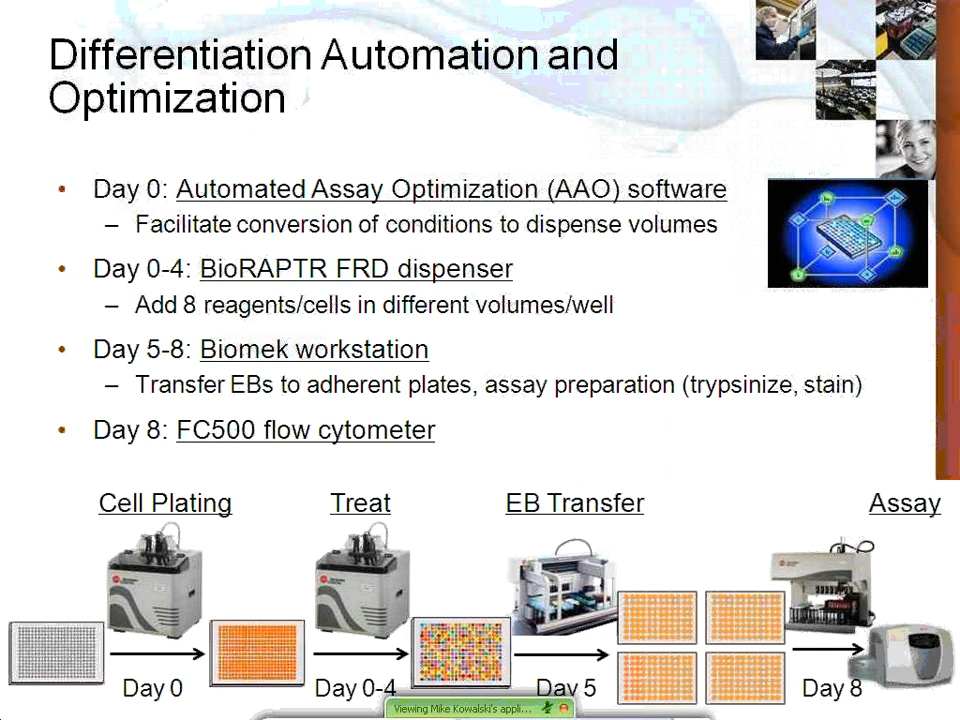 Differentiation Automation and
Optimization
• Day 0: Automated Assay Optimization (AAO) software
– Facilitate conversion of conditions to dispense volumes
• Day 0-4: BioRAPTR FRD dispenser
– Add 8 reagents/cells in different volumes/well
• Day 5-8: Biomek workstation
– Transfer EBs to adherent plates, assay preparation (trypsinize, stain)
• Day 8: FC500 flow cytometer
Cell Plating Treat EB Transfer Assay
Day 0 Day 0-4 Day 5 Day 8
Viewing Mike Kowalski's appli...